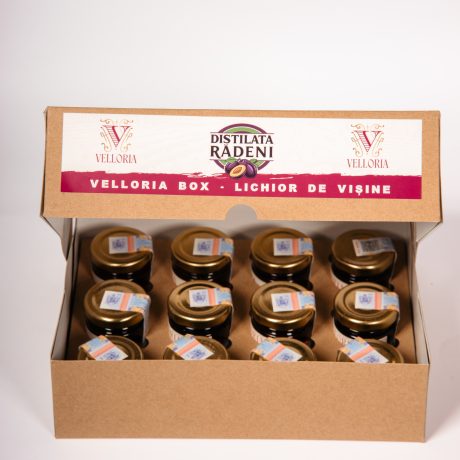 V
VELLORIA
DISTILATA
RĂDENI
V
VELLORIA
VELLORIA BOX - LICHIOR DE VIȘINE